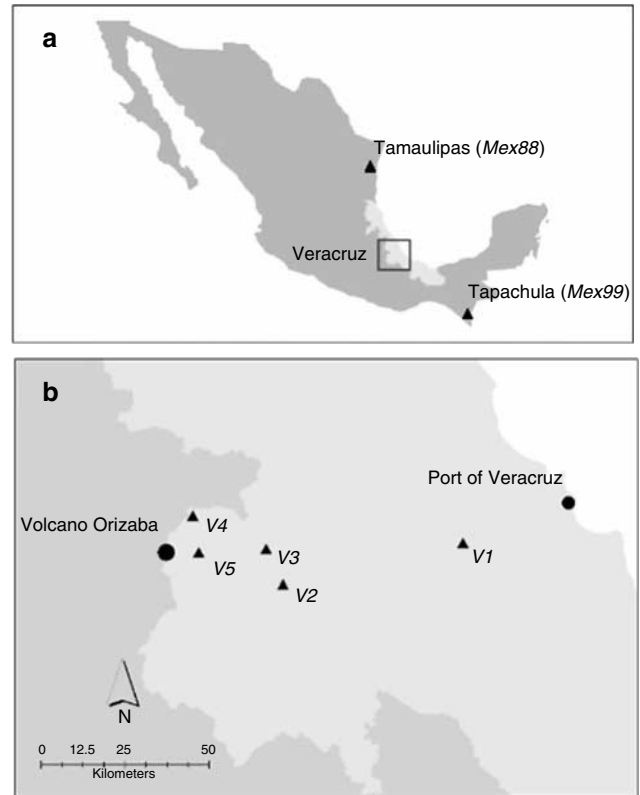 a
Tamaulipas (Mex88)
Veracruz
Tapachula (Mex99)
b
Port of Veracruz
Volcano Orizaba
V4
V3
V1
V5
V2
N
0 12.5 25 50
Kilometers